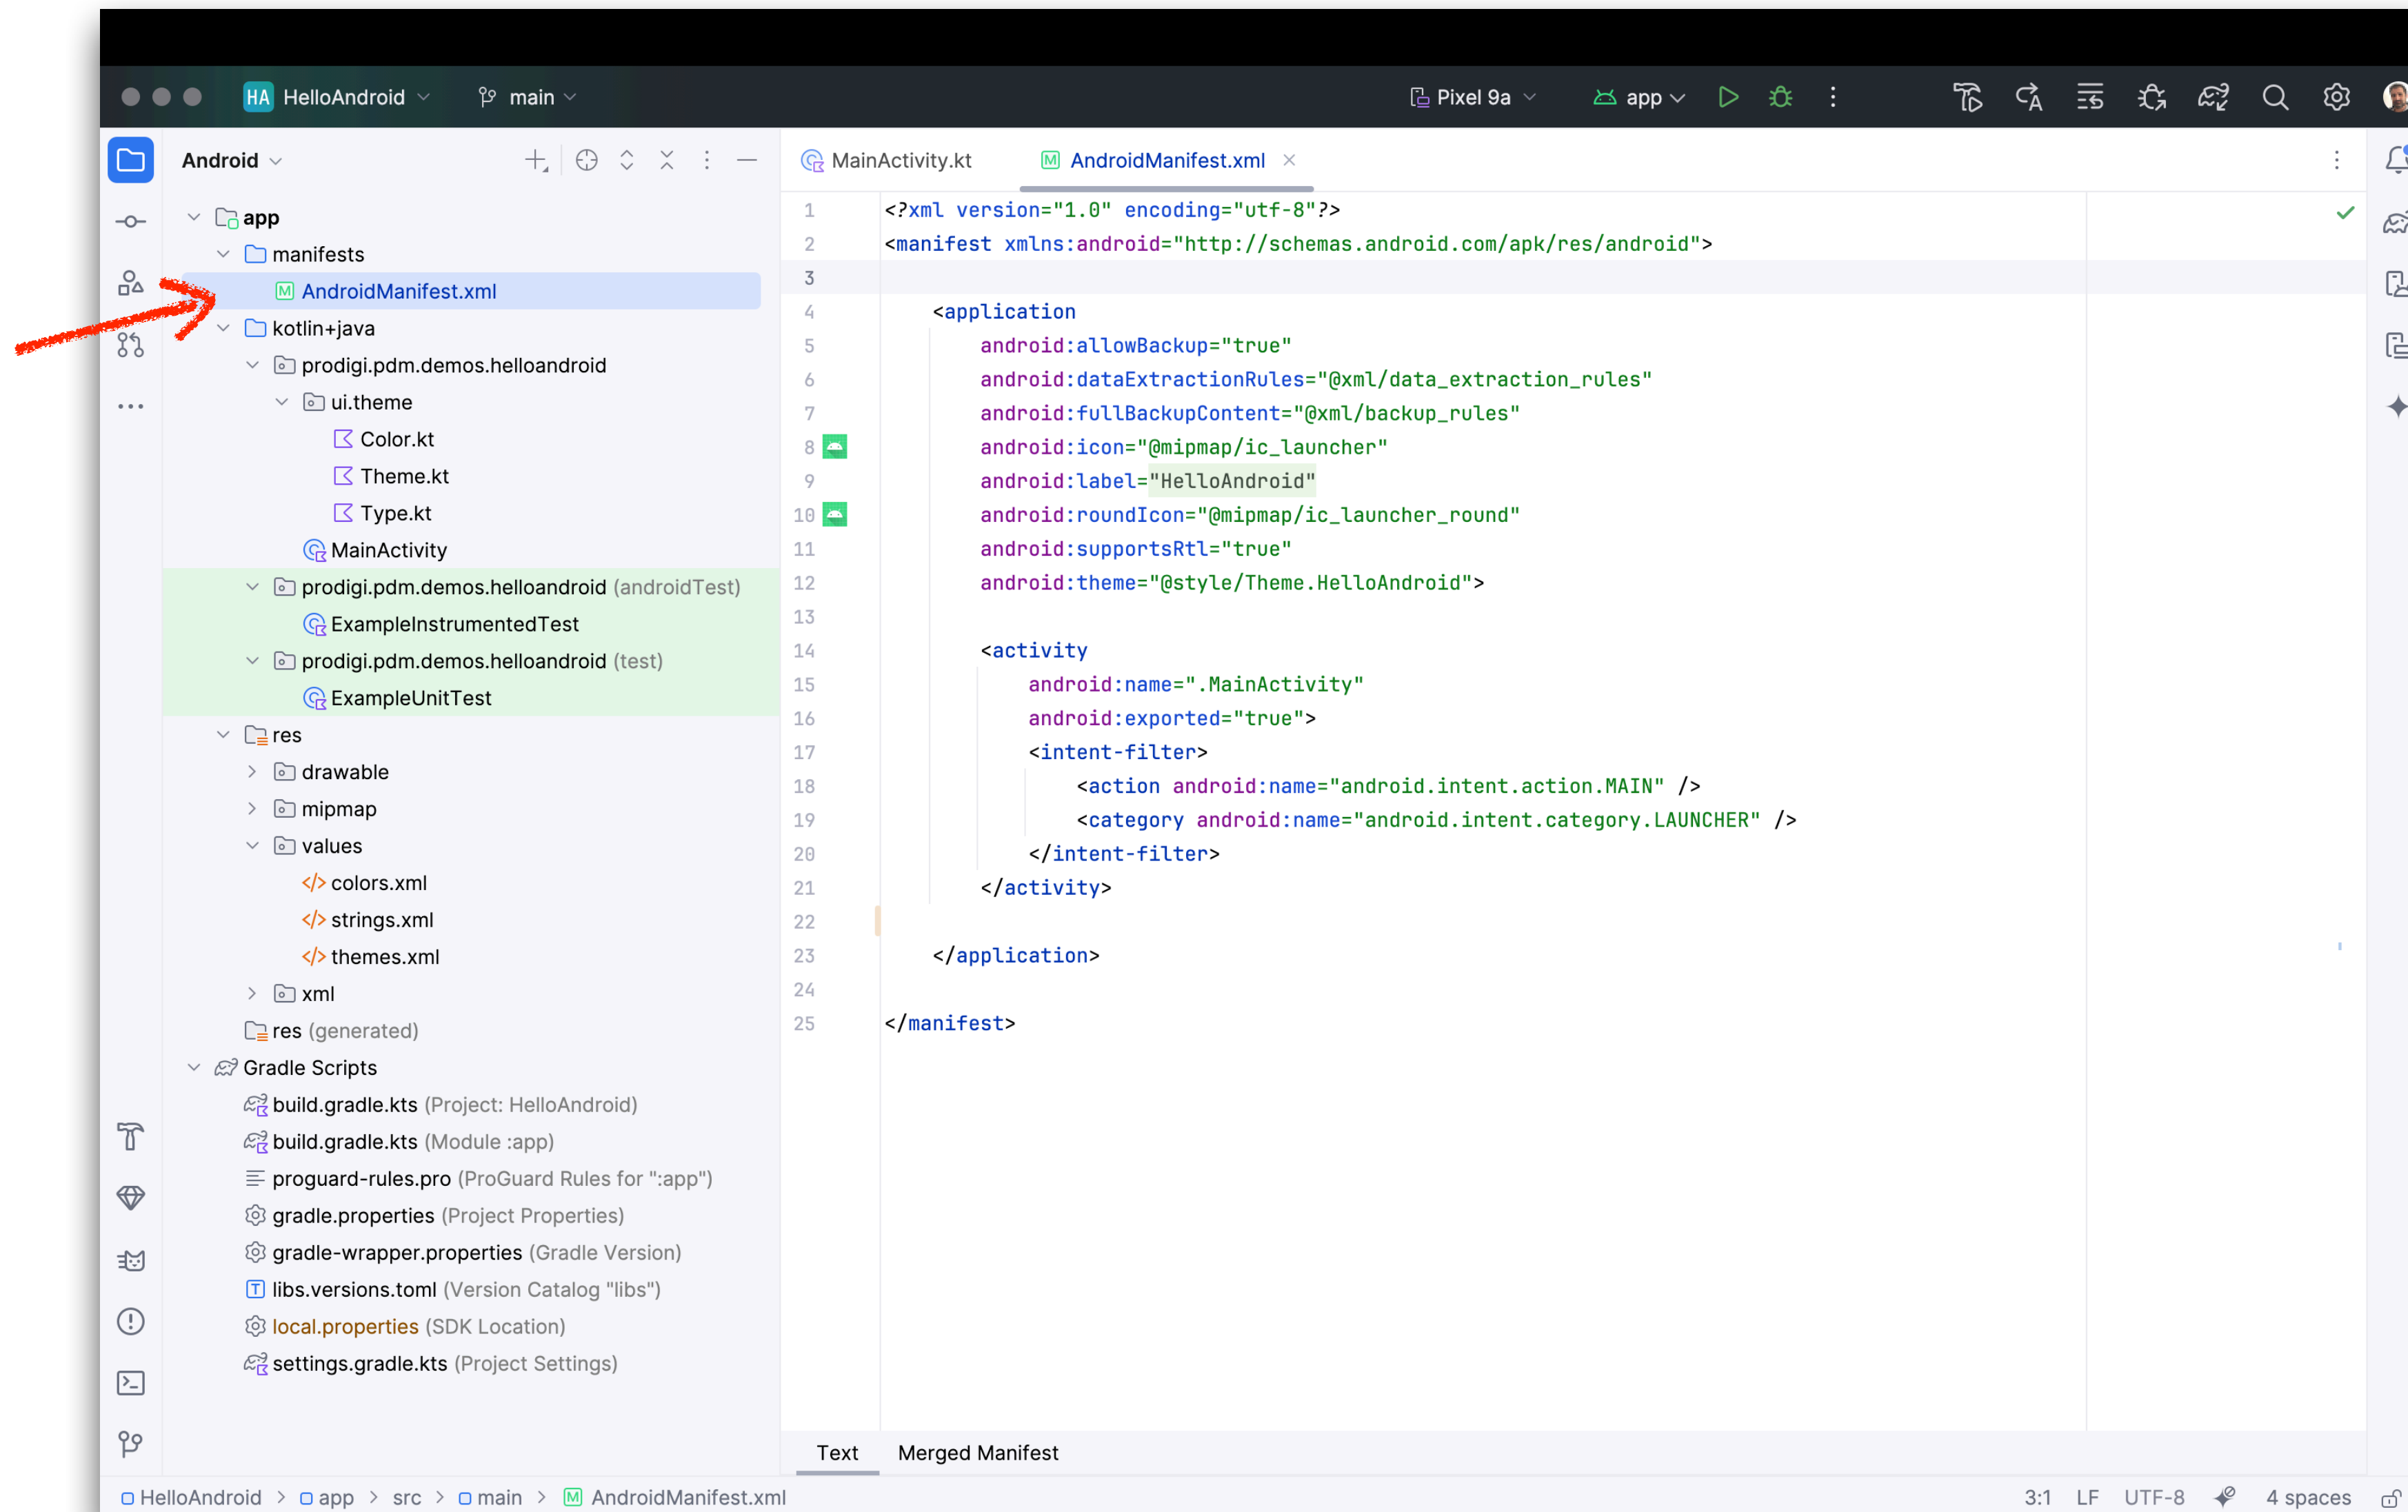 HA HelloAndroid main Pixel 9a app
Android
MainActivity.kt AndroidManifest.xml
app
manifests
AndroidManifest.xml
kotlin+java
prodigi.pdm.demos.helloandroid
ui.theme
Color.kt
Theme.kt
Type.kt
MainActivity
prodigi.pdm.demos.helloandroid (androidTest)
ExampleInstrumentedTest
prodigi.pdm.demos.helloandroid (test)
ExampleUnitTest
res
drawable
mipmap
values
colors.xml
strings.xml
themes.xml
xml
res (generated)
Gradle Scripts
build.gradle.kts (Project: HelloAndroid)
build.gradle.kts (Module :app)
proguard-rules.pro (ProGuard Rules for ":app")
gradle.properties (Project Properties)
gradle-wrapper.properties (Gradle Version)
libs.versions.toml (Version Catalog "libs")
local.properties (SDK Location)
settings.gradle.kts (Project Settings)
1 <?xml version="1.0" encoding="utf-8"?>
2 <manifest xmlns:android="http://schemas.android.com/apk/res/android">
3
4 <application
5 android:allowBackup="true"
6 android:dataExtractionRules="@xml/data_extraction_rules"
7 android:fullBackupContent="@xml/backup_rules"
8 android:icon="@mipmap/ic_launcher"
9 android:label="HelloAndroid"
10 android:roundIcon="@mipmap/ic_launcher_round"
11 android:supportsRtl="true"
12 android:theme="@style/Theme.HelloAndroid">
13
14 <activity
15 android:name=".MainActivity"
16 android:exported="true">
17 <intent-filter>
18 <action android:name="android.intent.action.MAIN" />
19 <category android:name="android.intent.category.LAUNCHER" />
20 </intent-filter>
21 </activity>
22
23 </application>
24
25 </manifest>
Text Merged Manifest
HelloAndroid > app > src > main > AndroidManifest.xml 3:1 LF UTF-8 4 spaces